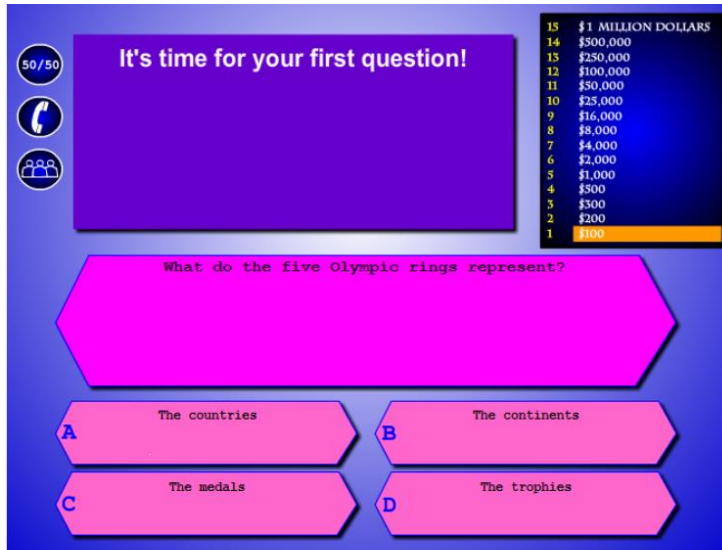 50/50
It's time for your first question!
15 $1 MILLION DOLLARS
14 $500,000
13 $250,000
12 $100,000
11 $50,000
10 $25,000
9 $16,000
8 $8,000
7 $4,000
6 $2,000
5 $1,000
4 $500
3 $300
2 $200
1 $100
What do the five Olympic rings represent?
A The countries
B The continents
C The medals
D The trophies